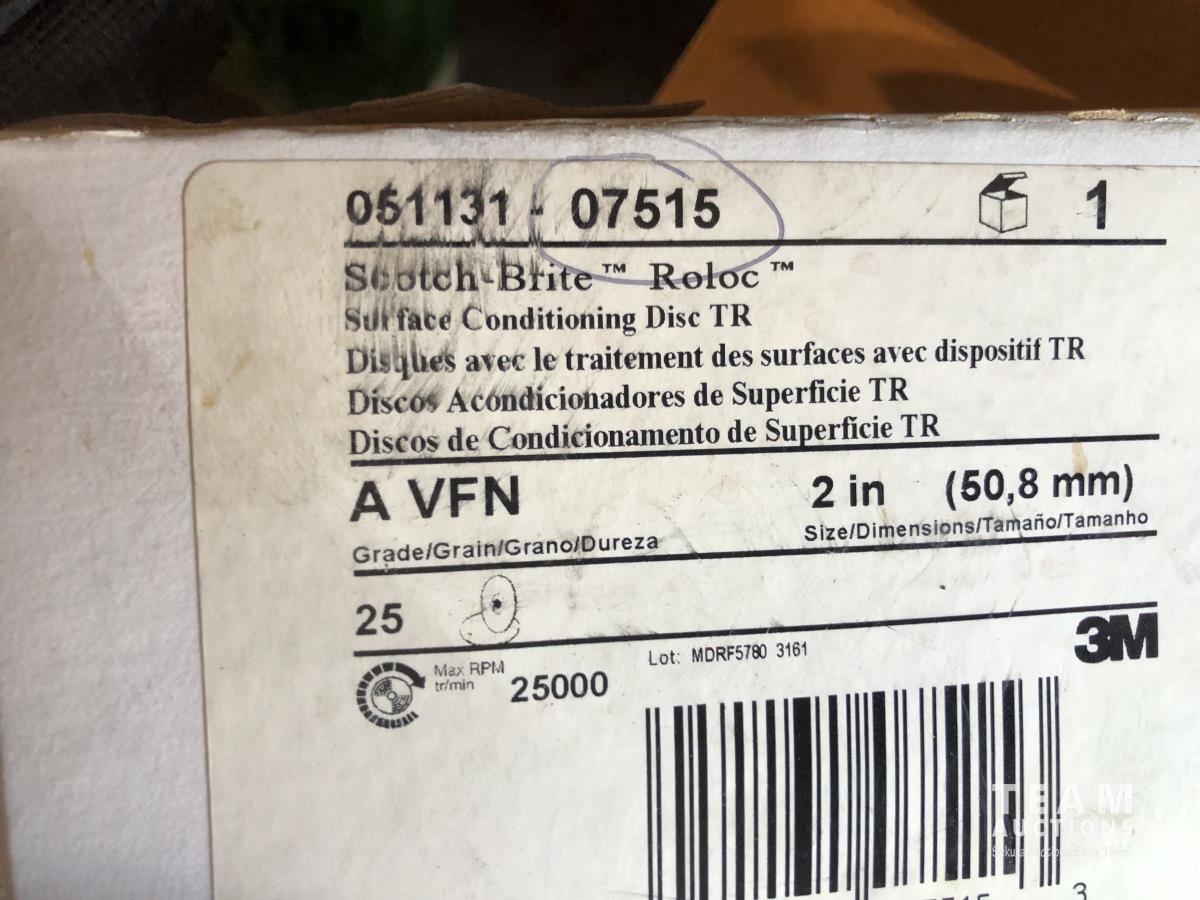 051131 - 07515 1
Scotch-Brite™ Roloc™
Surface Conditioning Disc TR
Disques avec le traitement des surfaces avec dispositif TR
Discos Acondicionadores de Superficie TR
Discos de Condicionamento de Superfície TR
A VFN 2 in (50,8 mm)
Grade/Grain/Grano/Dureza Size/Dimensions/Tamaño/Tamanho
25
3M
Lot: MDRF5780 3161
Max RPM
tr/min 25000
TEAM
AUCTIONS
3